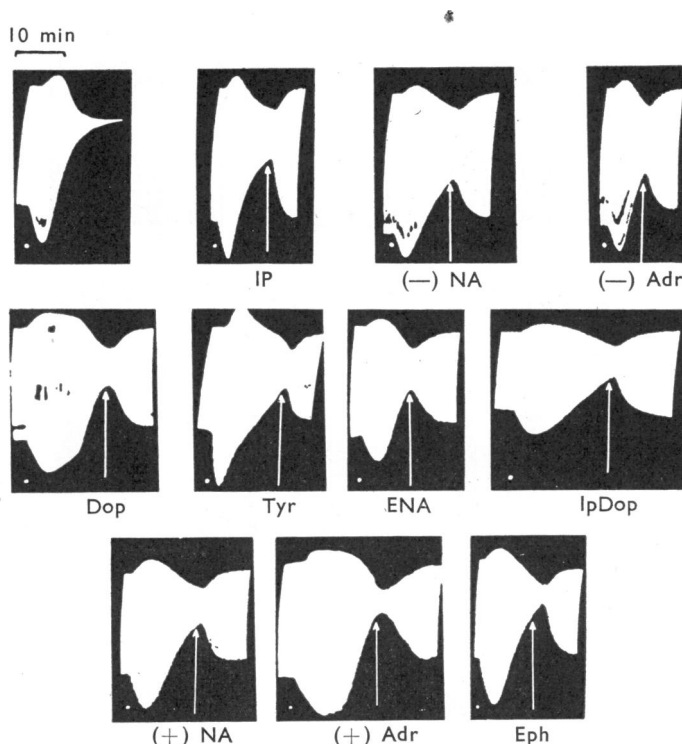 10 min
IP (—) NA (—) Adr
Dop Tyr ENA IpDop
(+) NA (+) Adr Eph